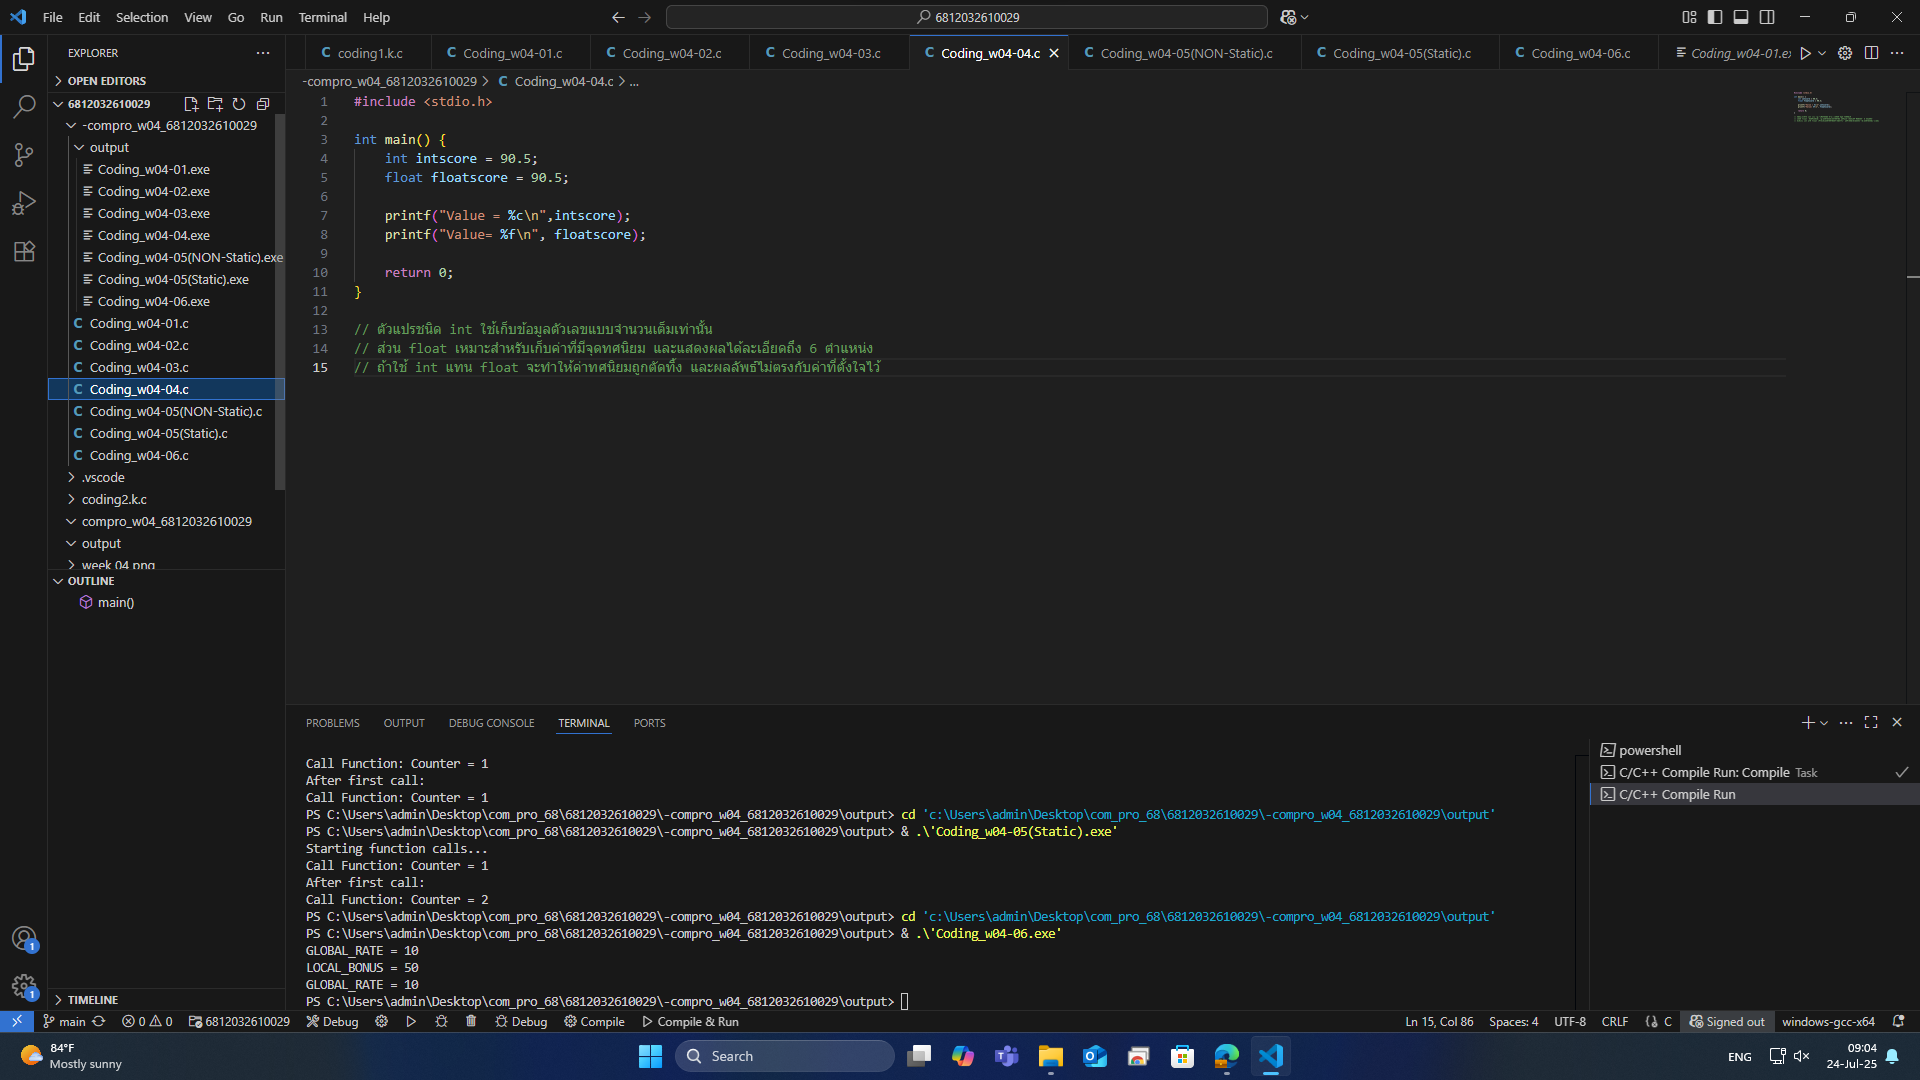 File Edit Selection View Go Run Terminal Help
6812032610029
EXPLORER
OPEN EDITORS
6812032610029
-compro_w04_6812032610029
output
Coding_w04-01.exe
Coding_w04-02.exe
Coding_w04-03.exe
Coding_w04-04.exe
Coding_w04-05(NON-Static).exe
Coding_w04-05(Static).exe
Coding_w04-06.exe
C Coding_w04-01.c
C Coding_w04-02.c
C Coding_w04-03.c
C Coding_w04-04.c
C Coding_w04-05(NON-Static).c
C Coding_w04-05(Static).c
C Coding_w04-06.c
.vscode
coding2.k.c
compro_w04_6812032610029
output
week 04 png
OUTLINE
main()
TIMELINE
C coding1.k.c C Coding_w04-01.c C Coding_w04-02.c C Coding_w04-03.c C Coding_w04-04.c C Coding_w04-05(NON-Static).c C Coding_w04-05(Static).c C Coding_w04-06.c Coding_w04-01.ex
-compro_w04_6812032610029 > C Coding_w04-04.c > ...
1 #include <stdio.h>
2
3 int main() {
4 int intscore = 90.5;
5 float floatscore = 90.5;
6
7 printf("Value = %c\n",intscore);
8 printf("Value= %f\n", floatscore);
9
10 return 0;
11 }
12
13 // ตัวแปรชนิด int ใช้เก็บข้อมูลตัวเลขแบบจำนวนเต็มเท่านั้น
14 // ส่วน float เหมาะสำหรับเก็บค่าที่มีจุดทศนิยม และแสดงผลได้ละเอียดถึง 6 ตำแหน่ง
15 // ถ้าใช้ int แทน float จะทำให้ค่าทศนิยมถูกตัดทิ้ง และผลลัพธ์ไม่ตรงกับค่าที่ตั้งใจไว้
PROBLEMS OUTPUT DEBUG CONSOLE TERMINAL PORTS
Call Function: Counter = 1
After first call:
Call Function: Counter = 1
PS C:\Users\admin\Desktop\com_pro_68\6812032610029\-compro_w04_6812032610029\output> cd 'c:\Users\admin\Desktop\com_pro_68\6812032610029\-compro_w04_6812032610029\output'
PS C:\Users\admin\Desktop\com_pro_68\6812032610029\-compro_w04_6812032610029\output> & .\'Coding_w04-05(Static).exe'
Starting function calls...
Call Function: Counter = 1
After first call:
Call Function: Counter = 2
PS C:\Users\admin\Desktop\com_pro_68\6812032610029\-compro_w04_6812032610029\output> cd 'c:\Users\admin\Desktop\com_pro_68\6812032610029\-compro_w04_6812032610029\output'
PS C:\Users\admin\Desktop\com_pro_68\6812032610029\-compro_w04_6812032610029\output> & .\'Coding_w04-06.exe'
GLOBAL_RATE = 10
LOCAL_BONUS = 50
GLOBAL_RATE = 10
PS C:\Users\admin\Desktop\com_pro_68\6812032610029\-compro_w04_6812032610029\output>
powershell
C/C++ Compile Run: Compile Task
C/C++ Compile Run
1
1
main 0 0 6812032610029 Debug Debug Compile Compile & Run
Ln 15, Col 86 Spaces: 4 UTF-8 CRLF C Signed out windows-gcc-x64
84°F
Mostly sunny
Search
ENG
09:04
24-Jul-25